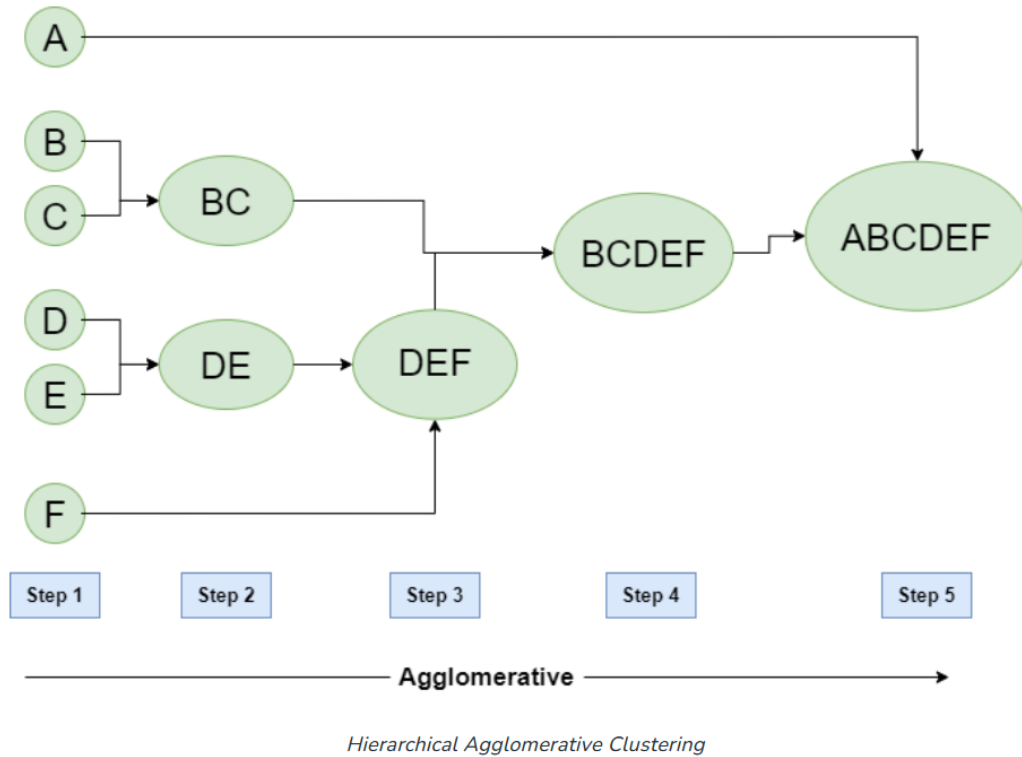 A
B
C
BC
D
E
DE
F
DEF
BCDEF
ABCDEF
Step 1
Step 2
Step 3
Step 4
Step 5
Agglomerative
Hierarchical Agglomerative Clustering